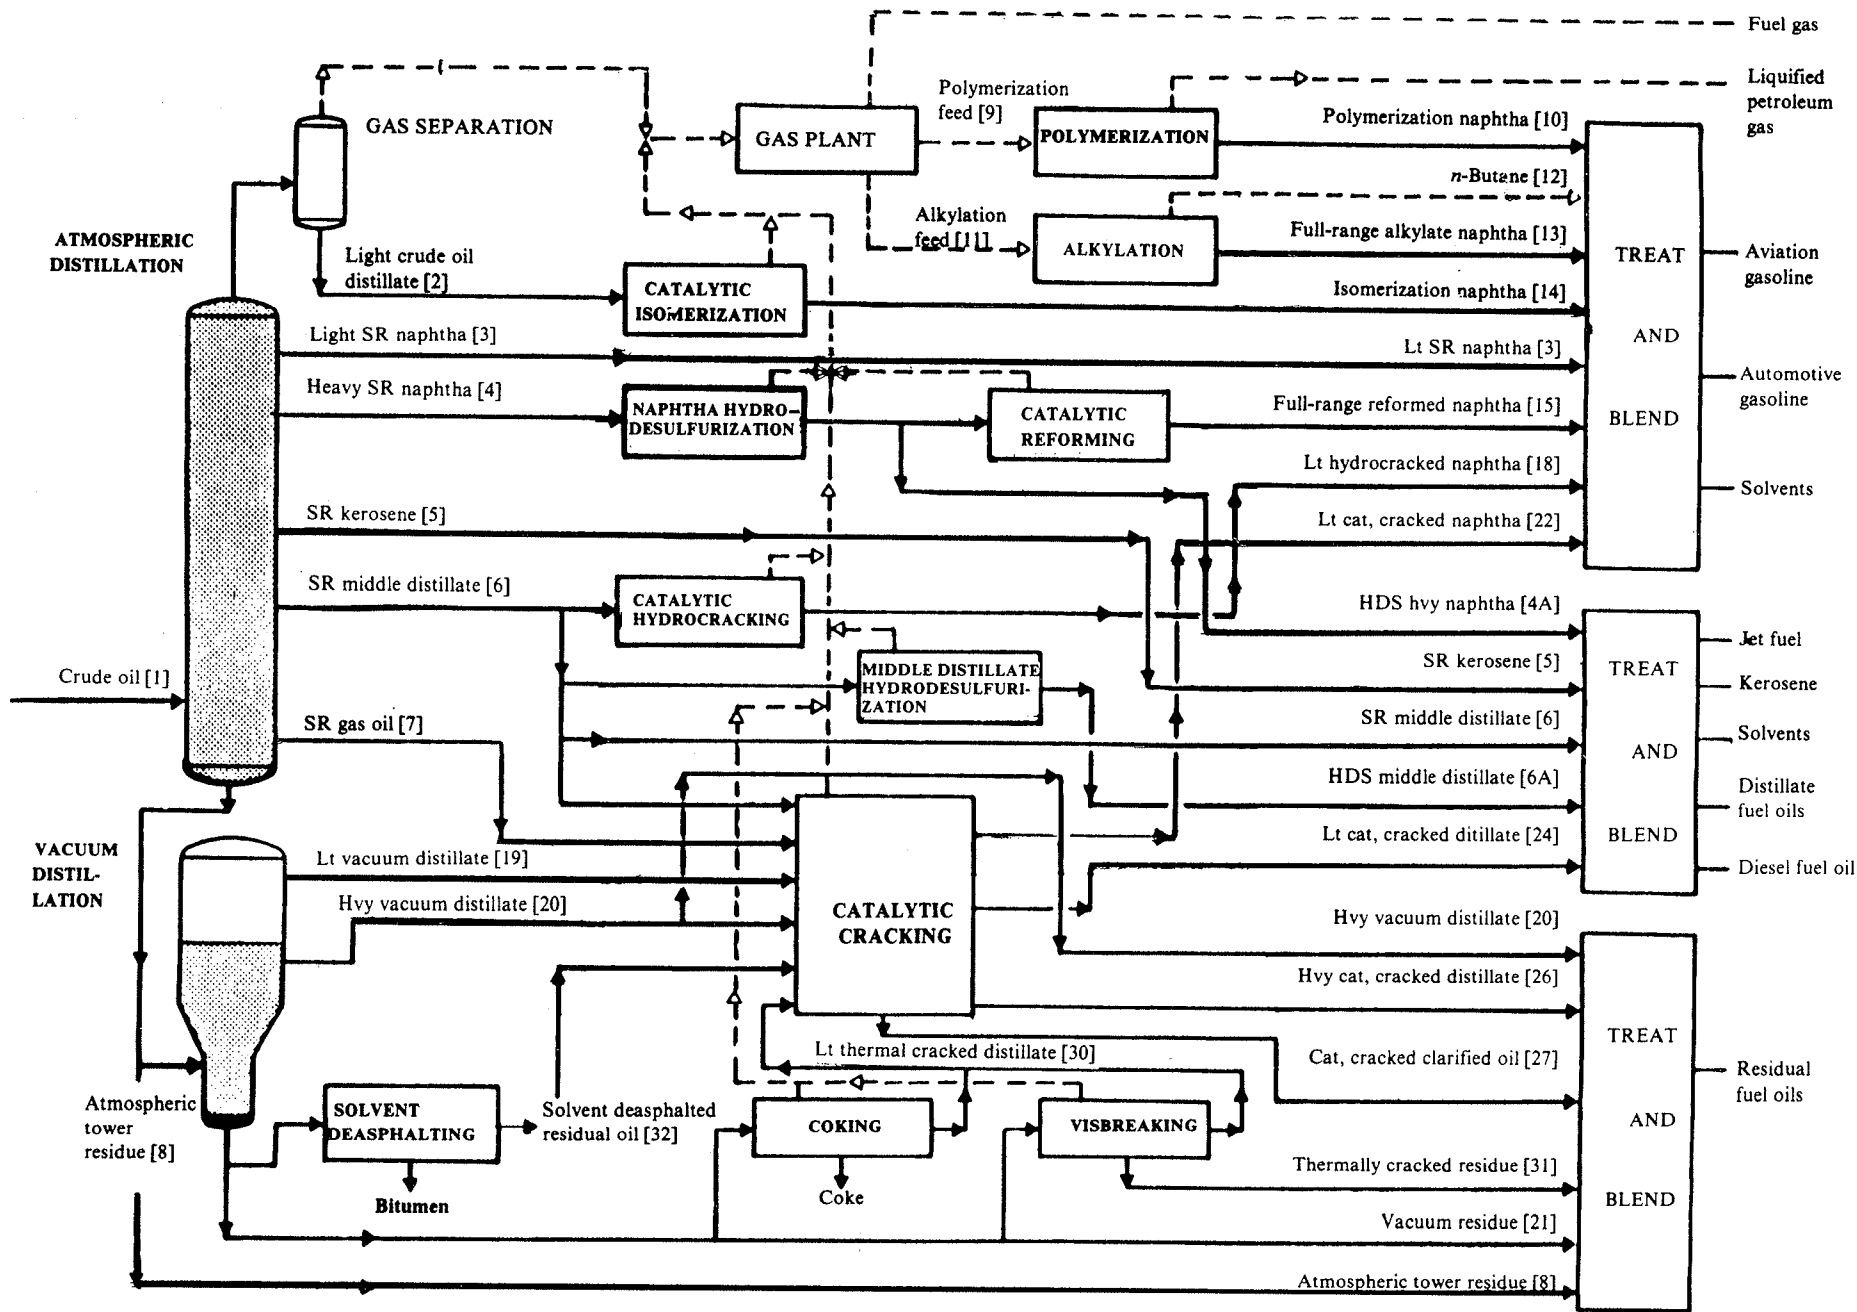 Fuel gas
Liquified
petroleum
gas
Polymerization
feed [9]
GAS SEPARATION
GAS PLANT
POLYMERIZATION
Polymerization naphtha [10]
n-Butane [12]
Alkylation
feed [11]
ALKYLATION
Full-range alkylate naphtha [13]
TREAT
AND
BLEND
Aviation
gasoline
Automotive
gasoline
Solvents
ATMOSPHERIC
DISTILLATION
Light crude oil
distillate [2]
CATALYTIC
ISOMERIZATION
Isomerization naphtha [14]
Light SR naphtha [3]
Lt SR naphtha [3]
Heavy SR naphtha [4]
NAPHTHA HYDRO–
DESULFURIZATION
CATALYTIC
REFORMING
Full-range reformed naphtha [15]
Lt hydrocracked naphtha [18]
SR kerosene [5]
Lt cat, cracked naphtha [22]
SR middle distillate [6]
CATALYTIC
HYDROCRACKING
HDS hvy naphtha [4A]
MIDDLE DISTILLATE
HYDRODESULFURI-
ZATION
SR kerosene [5]
Crude oil [1]
SR gas oil [7]
SR middle distillate [6]
HDS middle distillate [6A]
Lt cat, cracked ditillate [24]
TREAT
AND
BLEND
Jet fuel
Kerosene
Solvents
Distillate
fuel oils
Diesel fuel oil
VACUUM
DISTIL-
LATION
Lt vacuum distillate [19]
Hvy vacuum distillate [20]
CATALYTIC
CRACKING
Hvy vacuum distillate [20]
Hvy cat, cracked distillate [26]
Lt thermal cracked distillate [30]
Cat, cracked clarified oil [27]
TREAT
AND
BLEND
Residual
fuel oils
Atmospheric
tower
residue [8]
SOLVENT
DEASPHALTING
Solvent deasphalted
residual oil [32]
COKING
VISBREAKING
Bitumen
Coke
Thermally cracked residue [31]
Vacuum residue [21]
Atmospheric tower residue [8]